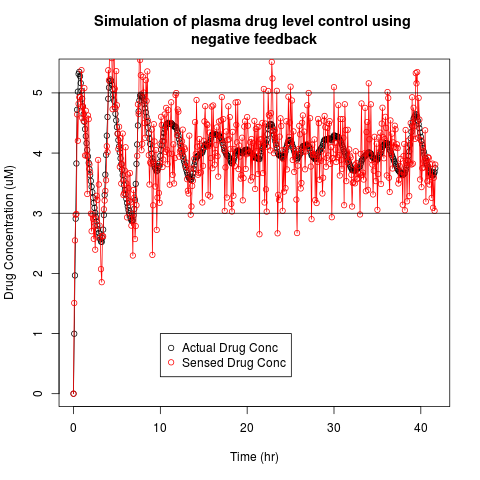 Simulation of plasma drug level control using
negative feedback
Drug Concentration (uM)
5
4
3
2
1
0
Actual Drug Conc
Sensed Drug Conc
0 10 20 30 40
Time (hr)